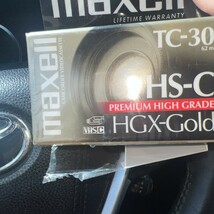 maxell
LIFETIME WARRANTY
maxell
TC-30
HS-C
PREMIUM HIGH GRADE
VHS C
HGX-Gold